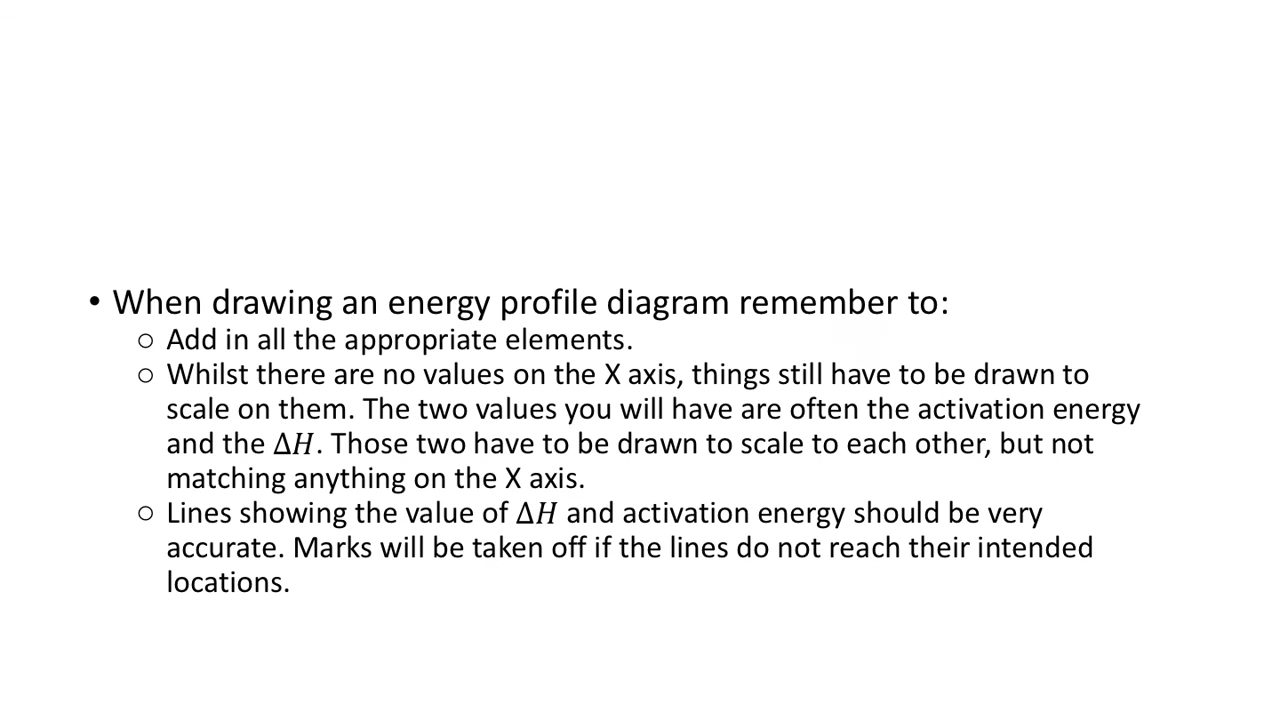 • When drawing an energy profile diagram remember to:
○ Add in all the appropriate elements.
○ Whilst there are no values on the X axis, things still have to be drawn to
scale on them. The two values you will have are often the activation energy
and the Δ𝐻. Those two have to be drawn to scale to each other, but not
matching anything on the X axis.
○ Lines showing the value of Δ𝐻 and activation energy should be very
accurate. Marks will be taken off if the lines do not reach their intended
locations.